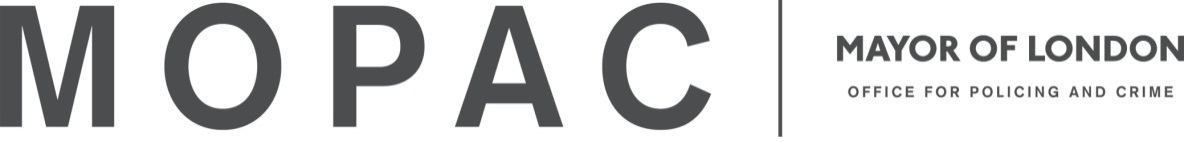 MOPAC
MAYOR OF LONDON
OFFICE FOR POLICING AND CRIME